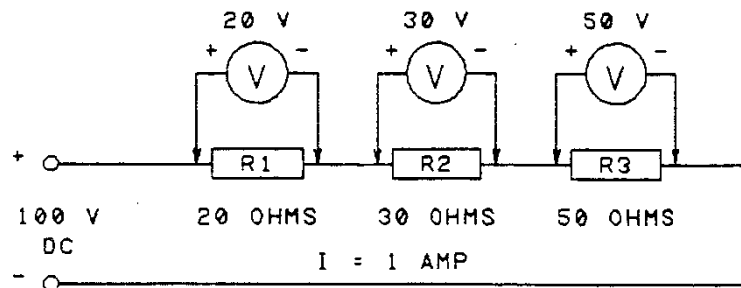 20 V 30 V 50 V
+ - + - + -
V V V
+ R1 R2 R3
100 V 20 OHMS 30 OHMS 50 OHMS
DC
- I = 1 AMP